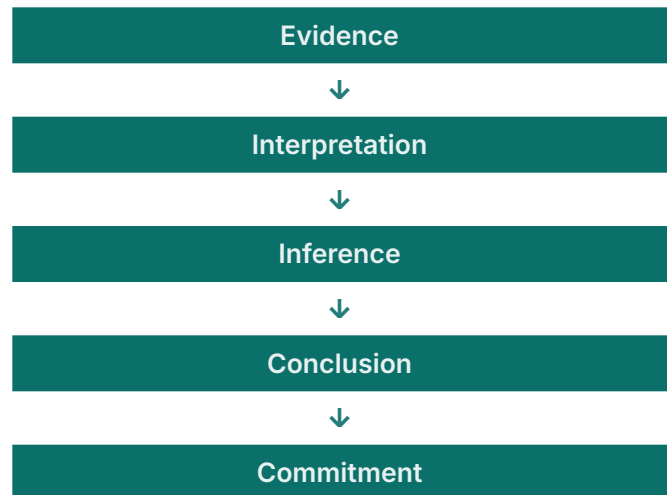 Evidence
Interpretation
Inference
Conclusion
Commitment